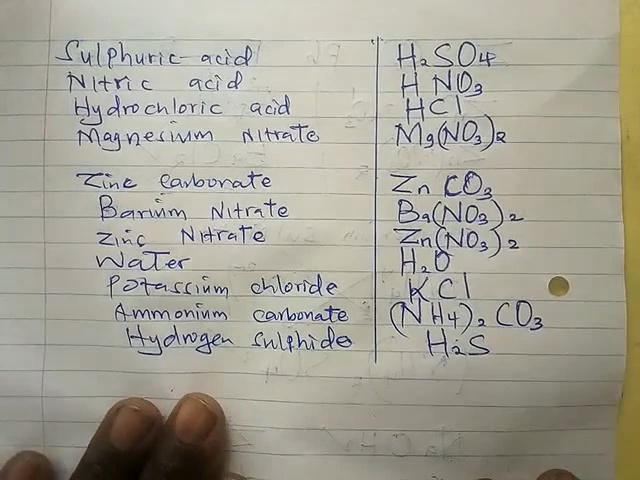 Sulphuric acid H₂SO₄
Nitric acid HNO₃
Hydrochloric acid HCl
Magnesium Nitrate Mg(NO₃)₂
Zinc carbonate ZnCO₃
Barium Nitrate Ba(NO₃)₂
Zinc Nitrate Zn(NO₃)₂
Water H₂O
Potassium chloride KCl
Ammonium carbonate (NH₄)₂CO₃
Hydrogen sulphide H₂S